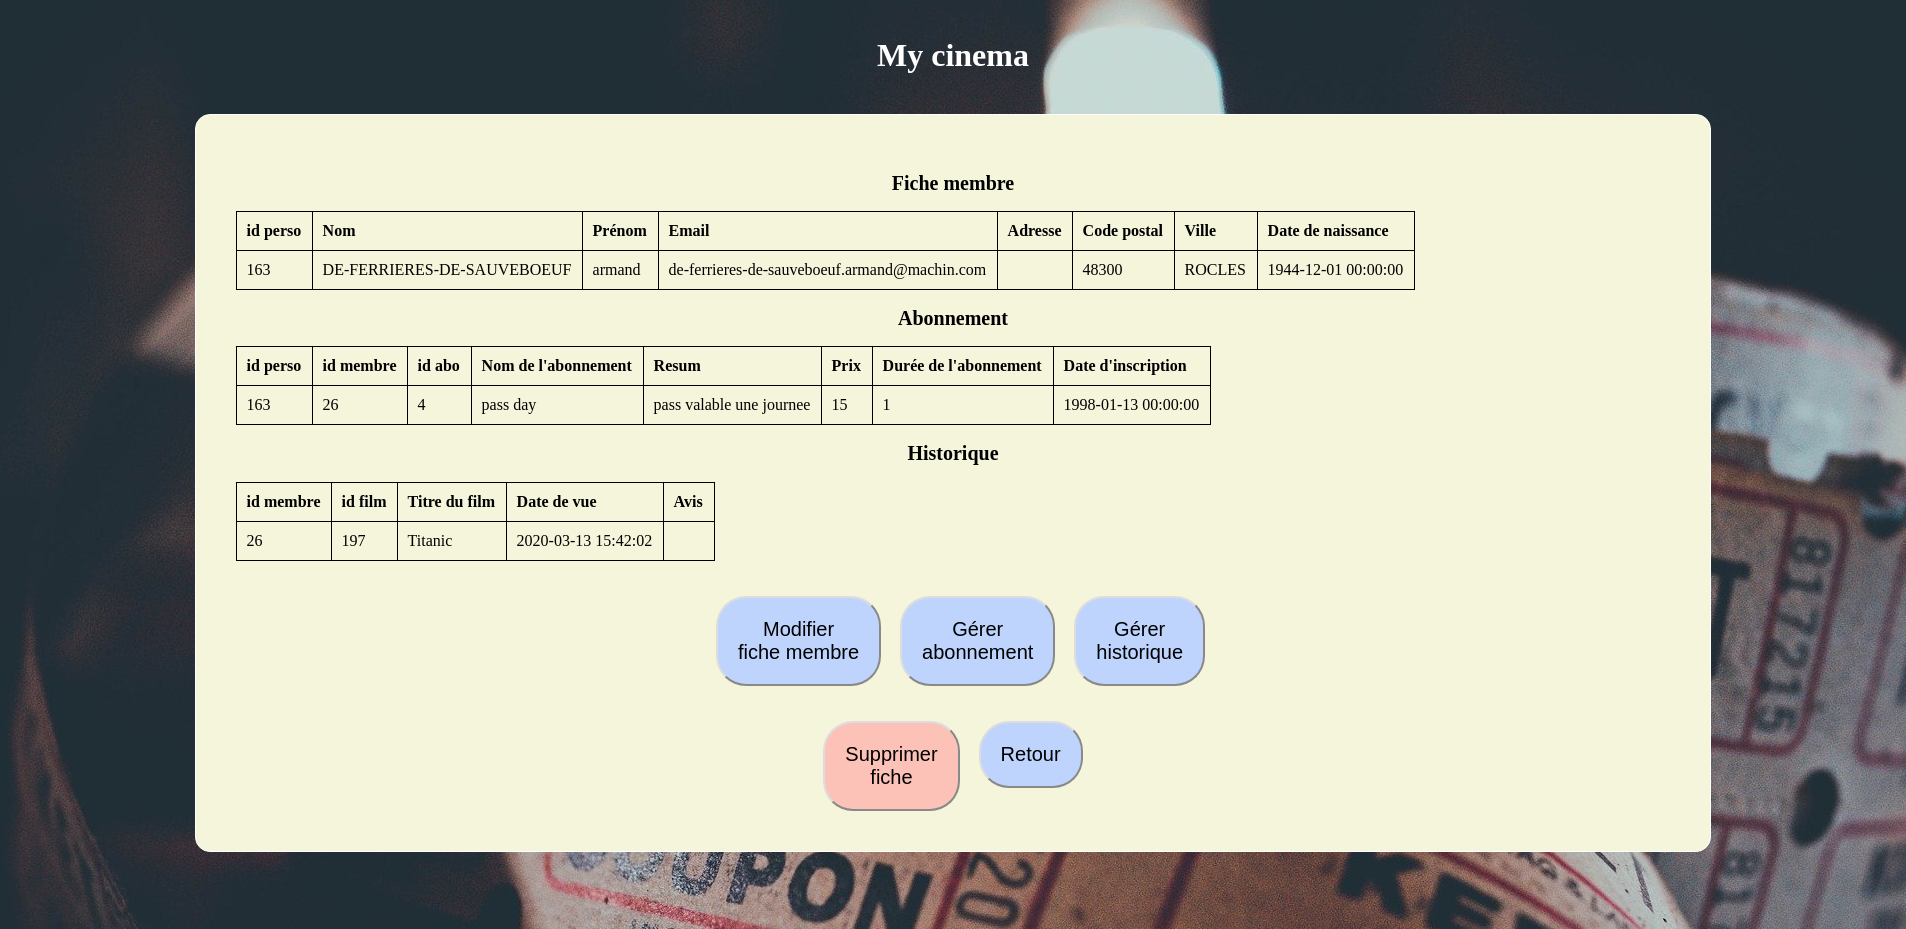 My cinema
Fiche membre
id perso Nom Prénom Email Adresse Code postal Ville Date de naissance
163 DE-FERRIERES-DE-SAUVEBOEUF armand de-ferrieres-de-sauveboeuf.armand@machin.com 48300 ROCLES 1944-12-01 00:00:00
Abonnement
id perso id membre id abo Nom de l'abonnement Resum Prix Durée de l'abonnement Date d'inscription
163 26 4 pass day pass valable une journee 15 1 1998-01-13 00:00:00
Historique
id membre id film Titre du film Date de vue Avis
26 197 Titanic 2020-03-13 15:42:02
Modifier
fiche membre
Gérer
abonnement
Gérer
historique
Supprimer
fiche
Retour
817215
COUPON
20